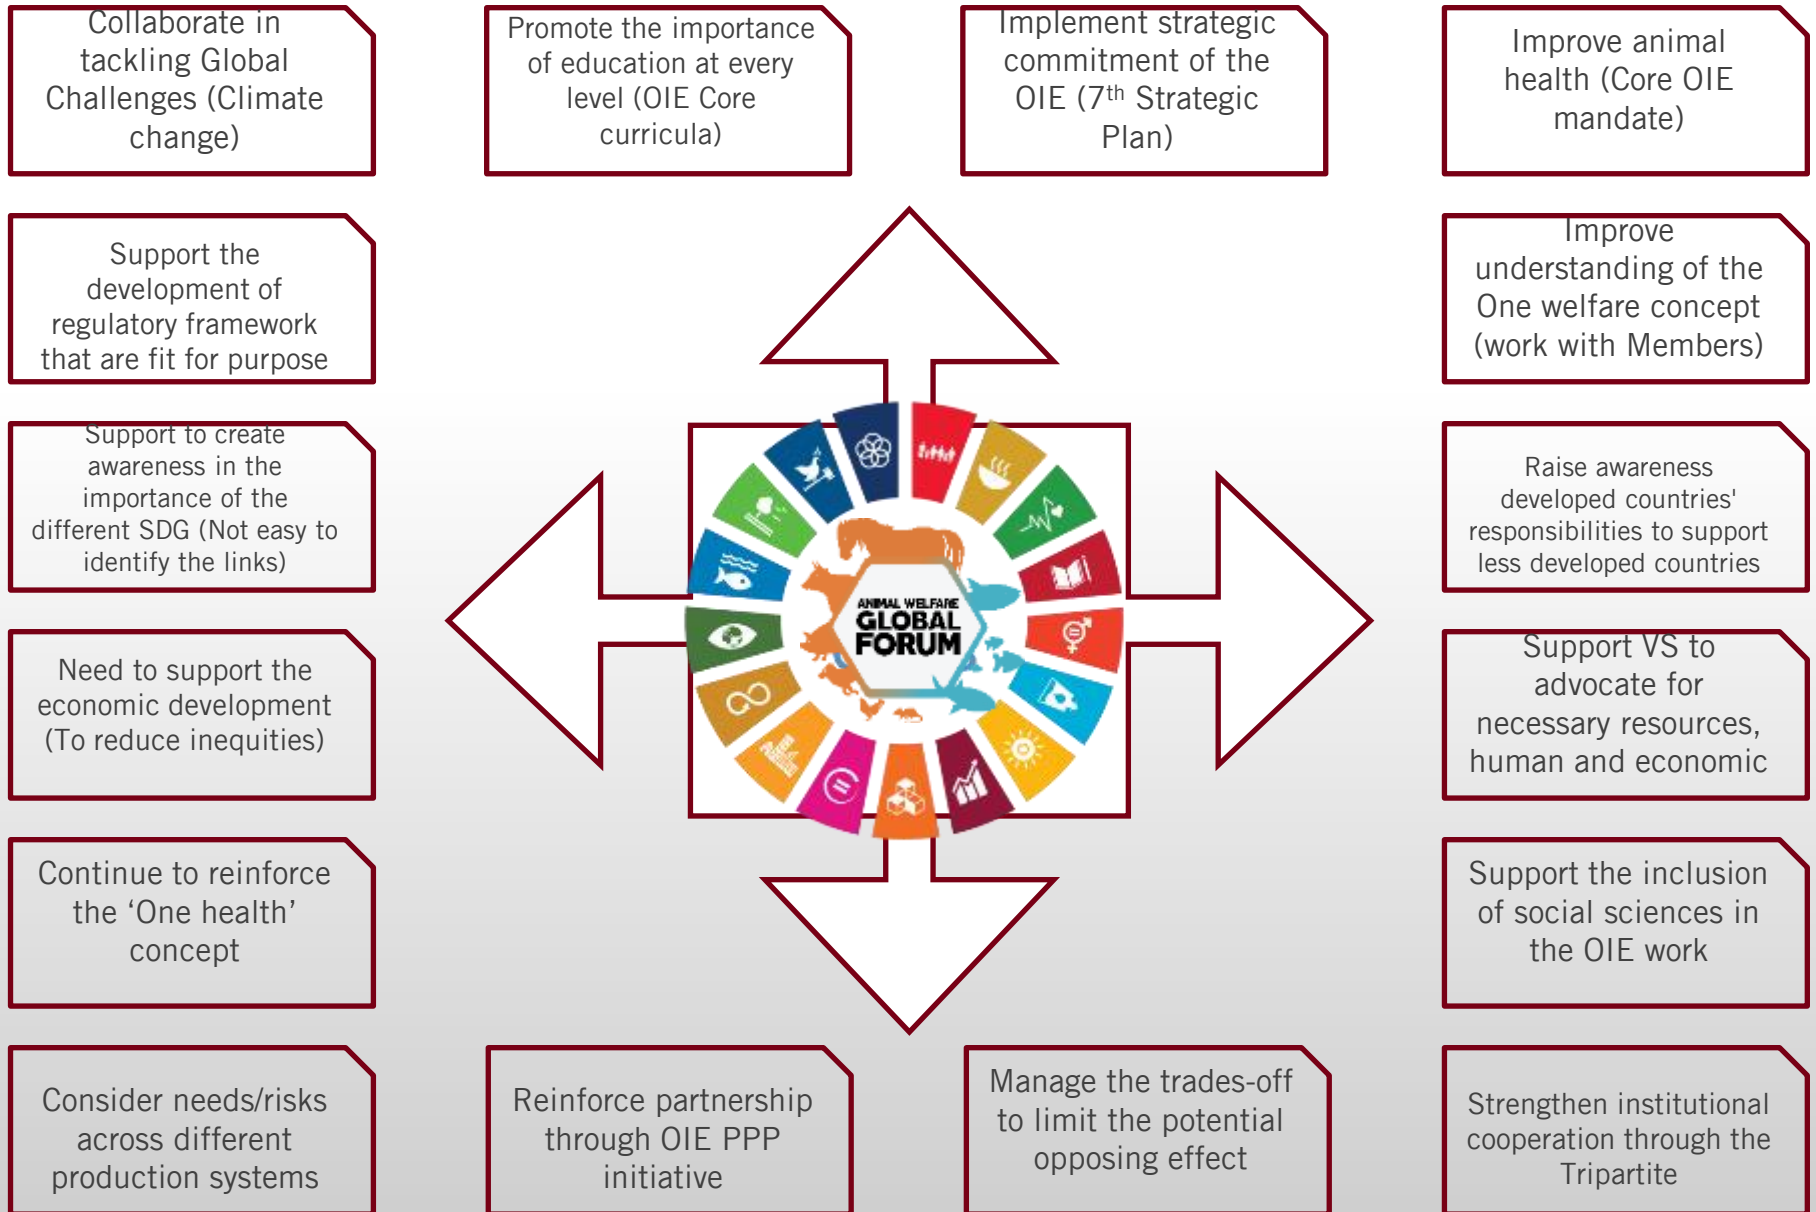 Collaborate in
tackling Global
Challenges (Climate
change)
Promote the importance
of education at every
level (OIE Core
curricula)
Implement strategic
commitment of the
OIE (7th Strategic
Plan)
Improve animal
health (Core OIE
mandate)
Support the
development of
regulatory framework
that are fit for purpose
Improve
understanding of the
One welfare concept
(work with Members)
Support to create
awareness in the
importance of the
different SDG (Not easy to
identify the links)
Raise awareness
developed countries'
responsibilities to support
less developed countries
ANIMAL WELFARE
GLOBAL
FORUM
Need to support the
economic development
(To reduce inequities)
Support VS to
advocate for
necessary resources,
human and economic
Continue to reinforce
the ‘One health’
concept
Support the inclusion
of social sciences in
the OIE work
Consider needs/risks
across different
production systems
Reinforce partnership
through OIE PPP
initiative
Manage the trades-off
to limit the potential
opposing effect
Strengthen institutional
cooperation through the
Tripartite